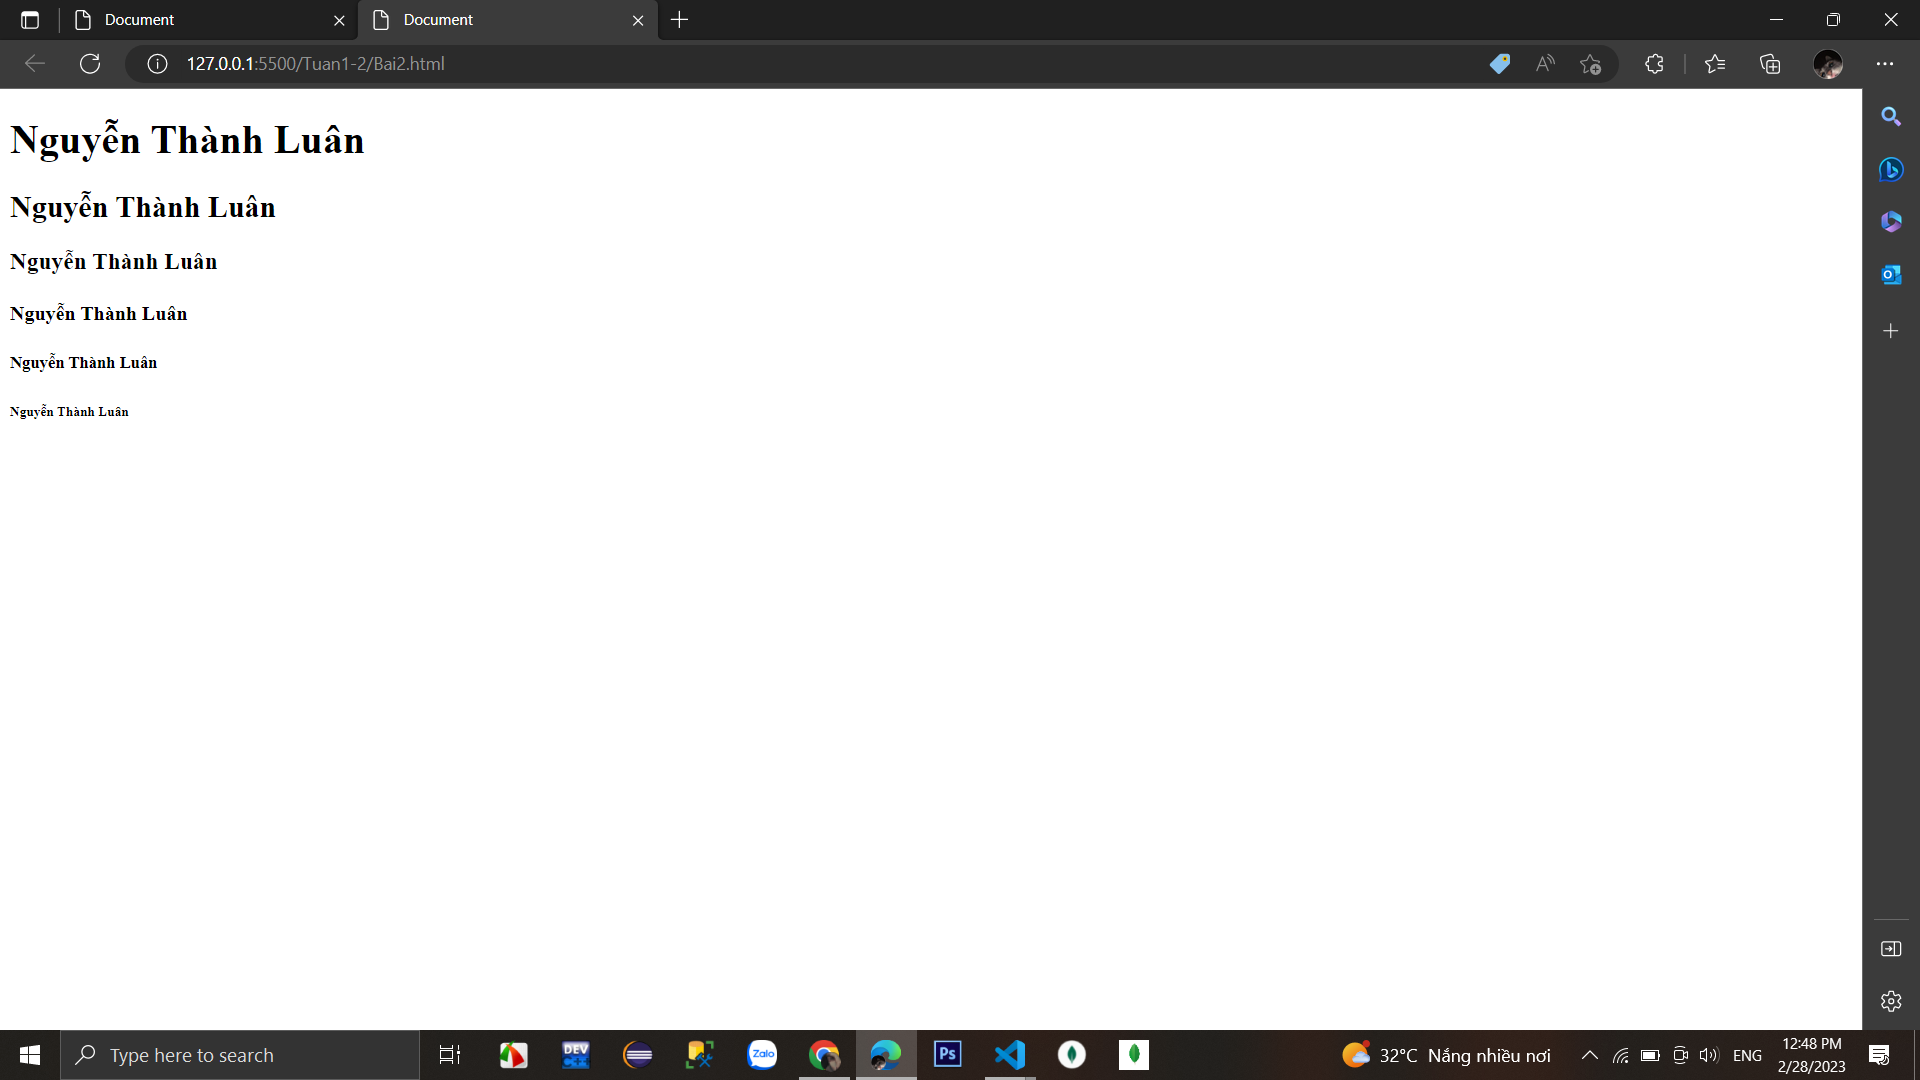 Document
Document
127.0.0.1:5500/Tuan1-2/Bai2.html
Nguyễn Thành Luân
Nguyễn Thành Luân
Nguyễn Thành Luân
Nguyễn Thành Luân
Nguyễn Thành Luân
Nguyễn Thành Luân
Type here to search
DEV C++
Zalo
Ps
32°C Nắng nhiều nơi
ENG
12:48 PM
2/28/2023